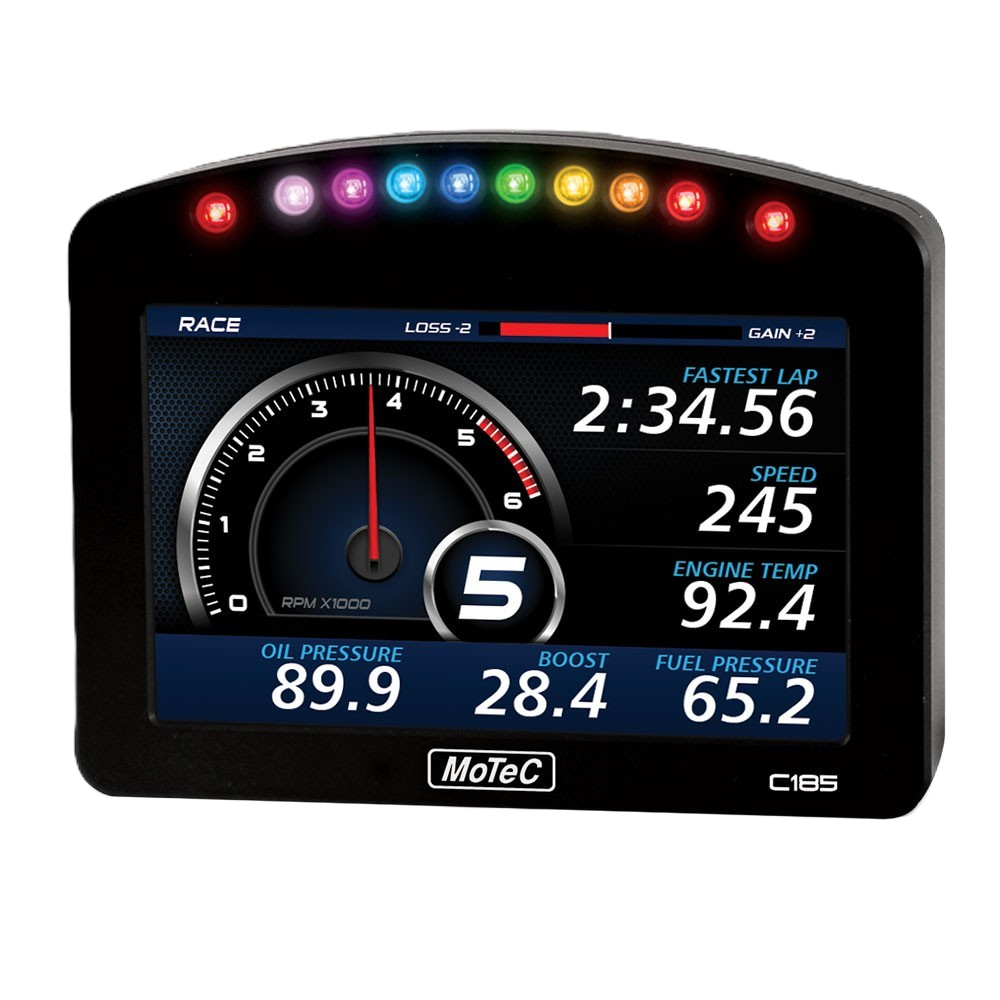 RACE
LOSS -2
GAIN +2
FASTEST LAP
2:34.56
SPEED
245
ENGINE TEMP
92.4
0
1
2
3
4
5
6
RPM X1000
5
OIL PRESSURE
89.9
BOOST
28.4
FUEL PRESSURE
65.2
MoTeC
C185